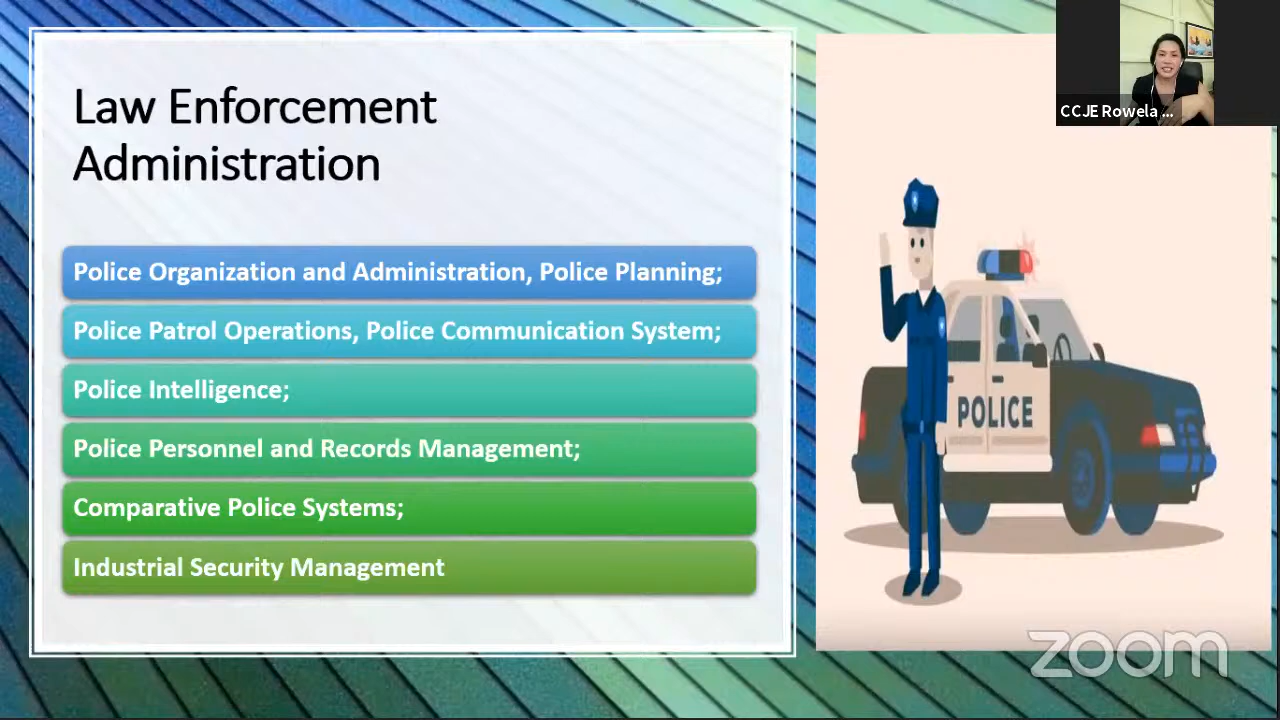 Law Enforcement
Administration
Police Organization and Administration, Police Planning;
Police Patrol Operations, Police Communication System;
Police Intelligence;
Police Personnel and Records Management;
Comparative Police Systems;
Industrial Security Management
CCJE Rowela ...
POLICE
zoom